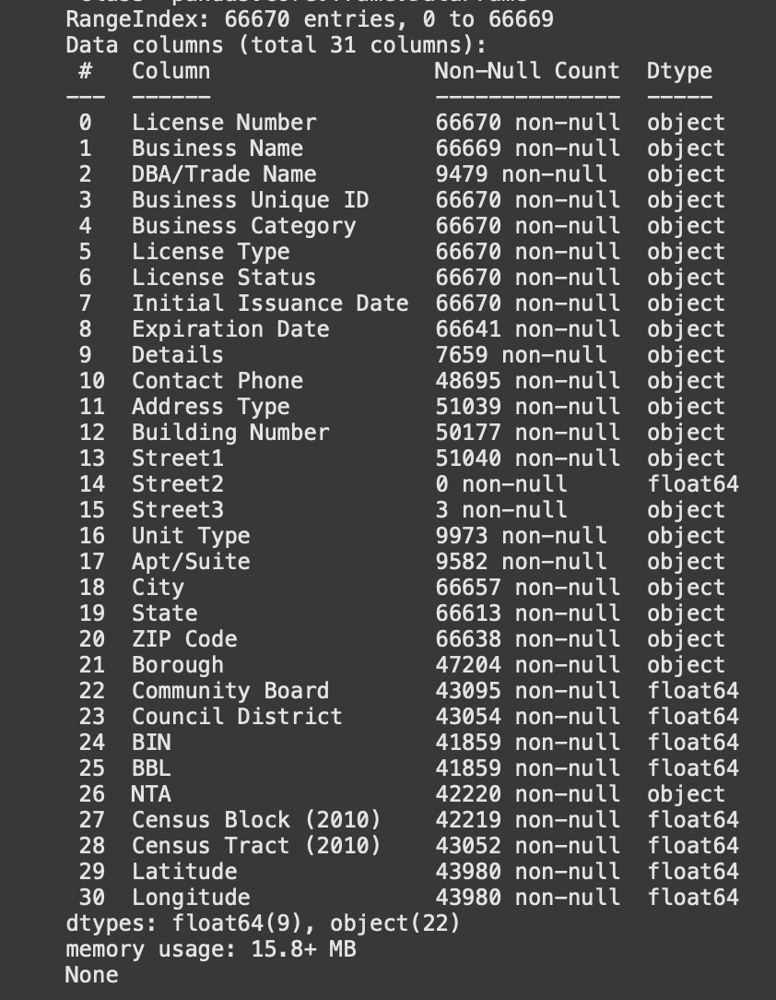 RangeIndex: 66670 entries, 0 to 66669
Data columns (total 31 columns):
 #   Column                 Non-Null Count  Dtype
---  ------                 --------------  -----
 0   License Number         66670 non-null  object
 1   Business Name          66669 non-null  object
 2   DBA/Trade Name         9479 non-null   object
 3   Business Unique ID     66670 non-null  object
 4   Business Category      66670 non-null  object
 5   License Type           66670 non-null  object
 6   License Status         66670 non-null  object
 7   Initial Issuance Date  66670 non-null  object
 8   Expiration Date        66641 non-null  object
 9   Details                7659 non-null   object
 10  Contact Phone          48695 non-null  object
 11  Address Type           51039 non-null  object
 12  Building Number        50177 non-null  object
 13  Street1                51040 non-null  object
 14  Street2                0 non-null      float64
 15  Street3                3 non-null      object
 16  Unit Type              9973 non-null   object
 17  Apt/Suite              9582 non-null   object
 18  City                   66657 non-null  object
 19  State                  66613 non-null  object
 20  ZIP Code               66638 non-null  object
 21  Borough                47204 non-null  object
 22  Community Board        43095 non-null  float64
 23  Council District       43054 non-null  float64
 24  BIN                    41859 non-null  float64
 25  BBL                    41859 non-null  float64
 26  NTA                    42220 non-null  object
 27  Census Block (2010)    42219 non-null  float64
 28  Census Tract (2010)    43052 non-null  float64
 29  Latitude               43980 non-null  float64
 30  Longitude              43980 non-null  float64
dtypes: float64(9), object(22)
memory usage: 15.8+ MB
None